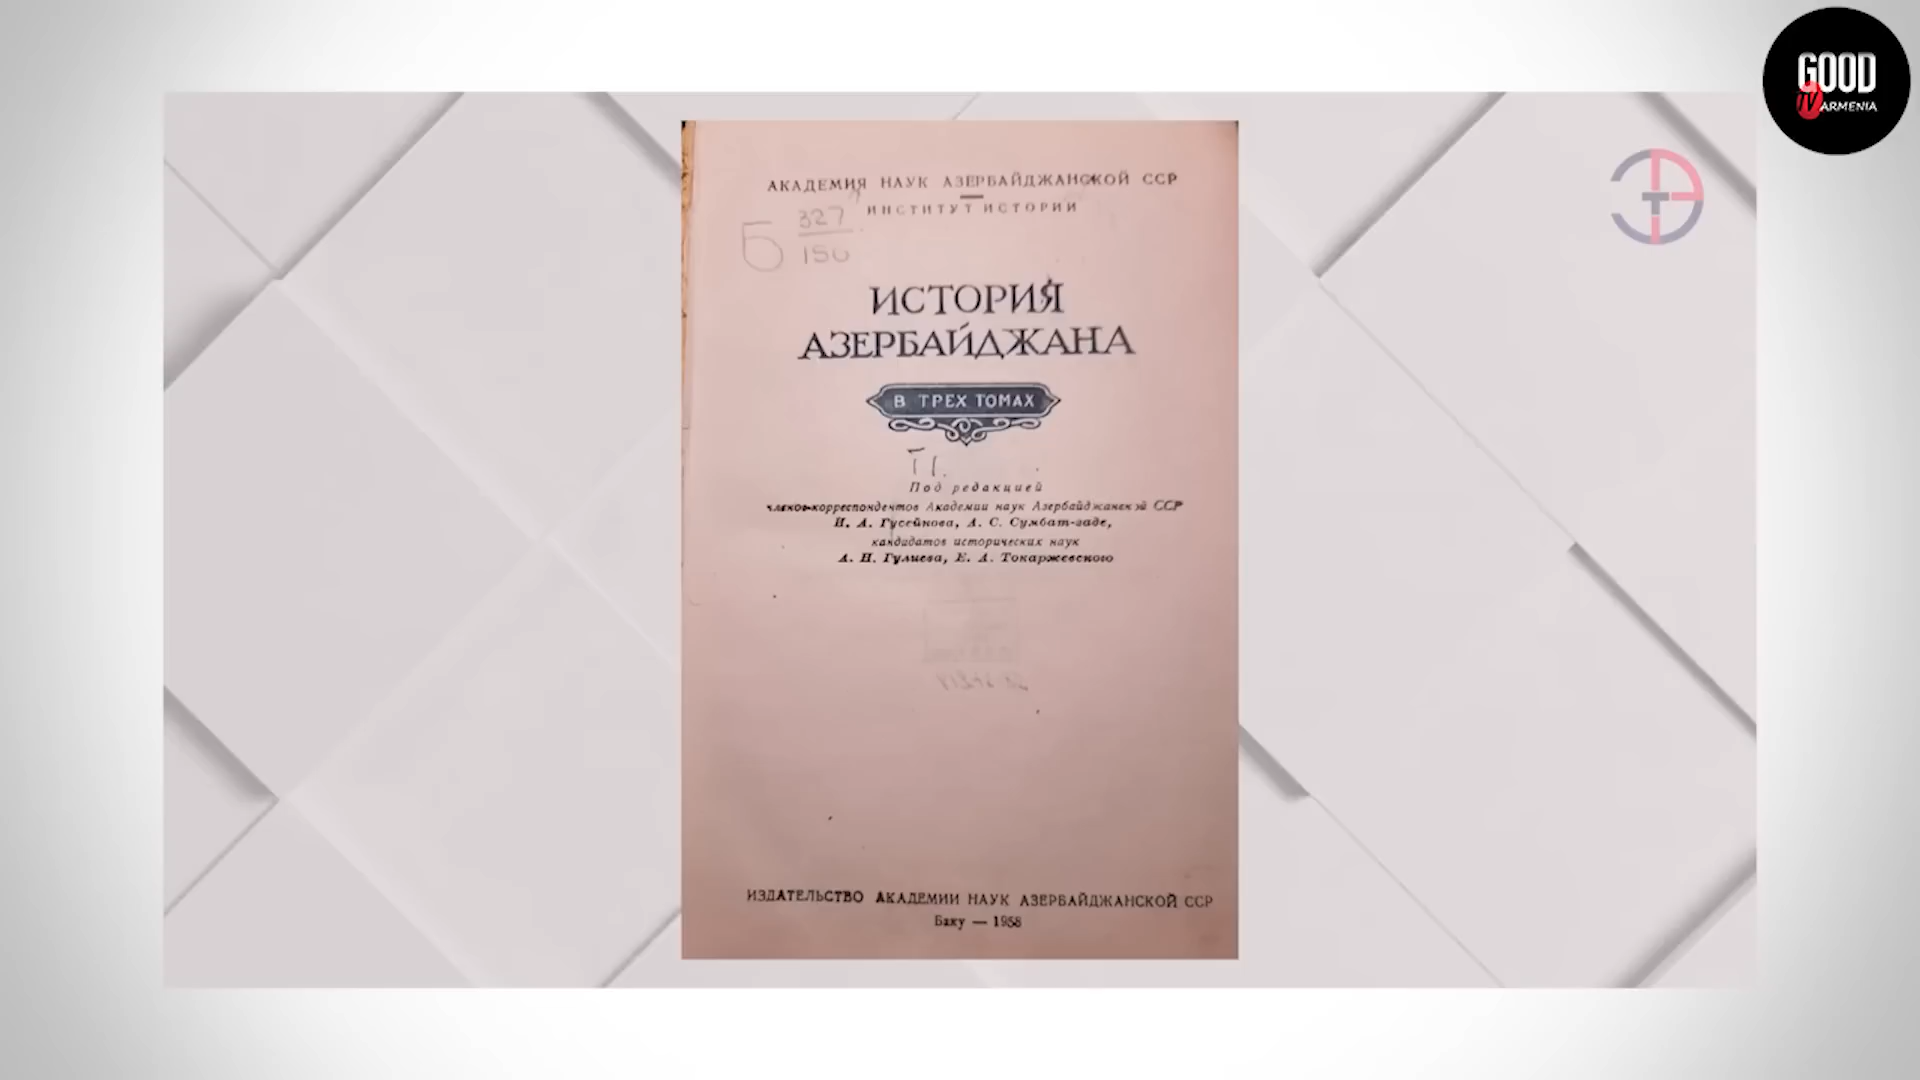 GOOD
TV ARMENIA
АКАДЕМИЯ НАУК АЗЕРБАЙДЖАНСКОЙ ССР
ИНСТИТУТ ИСТОРИИ
Б 327
150
ИСТОРИЯ
АЗЕРБАЙДЖАНА
В ТРЕХ ТОМАХ
Под редакцией
членов-корреспондентов Академии наук Азербайджанской ССР
И. А. Гусейнова, А. С. Сумбат-заде,
кандидатов исторических наук
А. Н. Гулиева, Е. А. Токаржевского
ИЗДАТЕЛЬСТВО АКАДЕМИИ НАУК АЗЕРБАЙДЖАНСКОЙ ССР
Баку — 1958